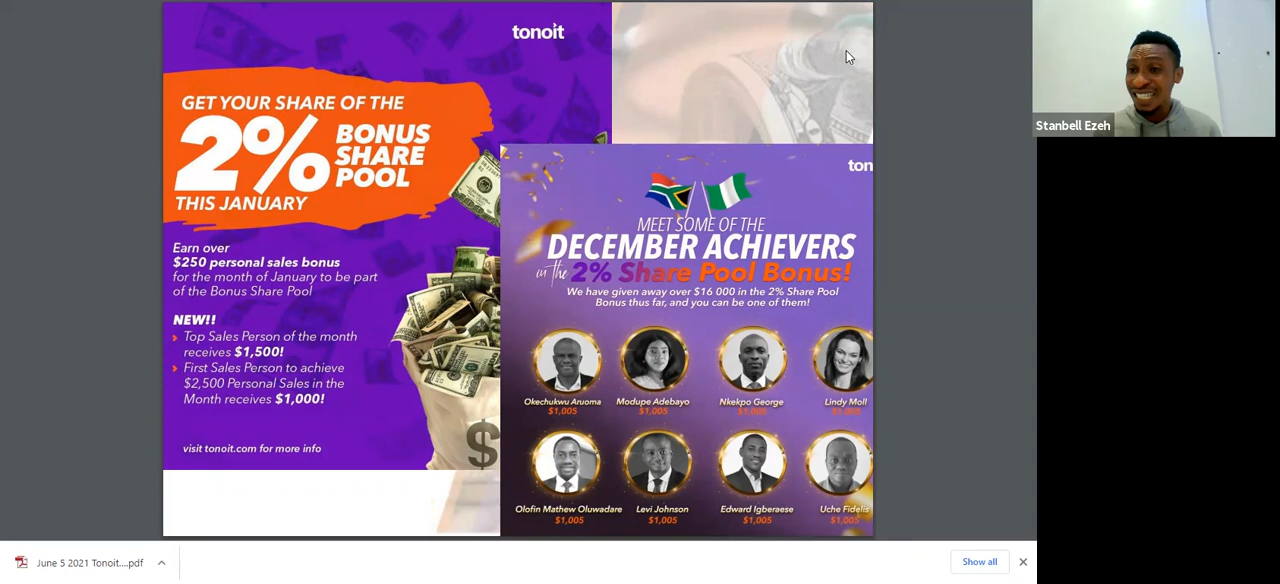 tonoit
GET YOUR SHARE OF THE
2% BONUS
SHARE
POOL
THIS JANUARY
Earn over
$250 personal sales bonus
for the month of January to be part
of the Bonus Share Pool
NEW!!
Top Sales Person of the month
receives $1,500!
First Sales Person to achieve
$2,500 Personal Sales in the
Month receives $1,000!
visit tonoit.com for more info
$
ton
MEET SOME OF THE
DECEMBER ACHIEVERS
in the 2% Share Pool Bonus!
We have given away over $16 000 in the 2% Share Pool
Bonus thus far, and you can be one of them!
Okechukwu Aruoma
$1,005
Modupe Adebayo
$1,005
Nkekpo George
$1,005
Lindy Moll
$1,005
Olofin Mathew Oluwadare
$1,005
Levi Johnson
$1,005
Edward Igberaese
$1,005
Uche Fidelis
$1,005
Stanbell Ezeh
June 5 2021 Tonoit....pdf
Show all